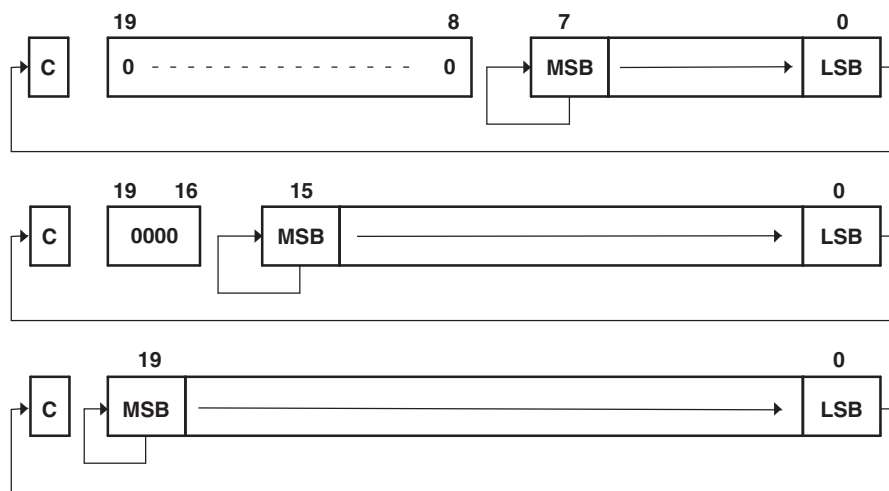 19 8 7 0
C 0 0 MSB LSB
19 16 15 0
C 0000 MSB LSB
19 0
C MSB LSB